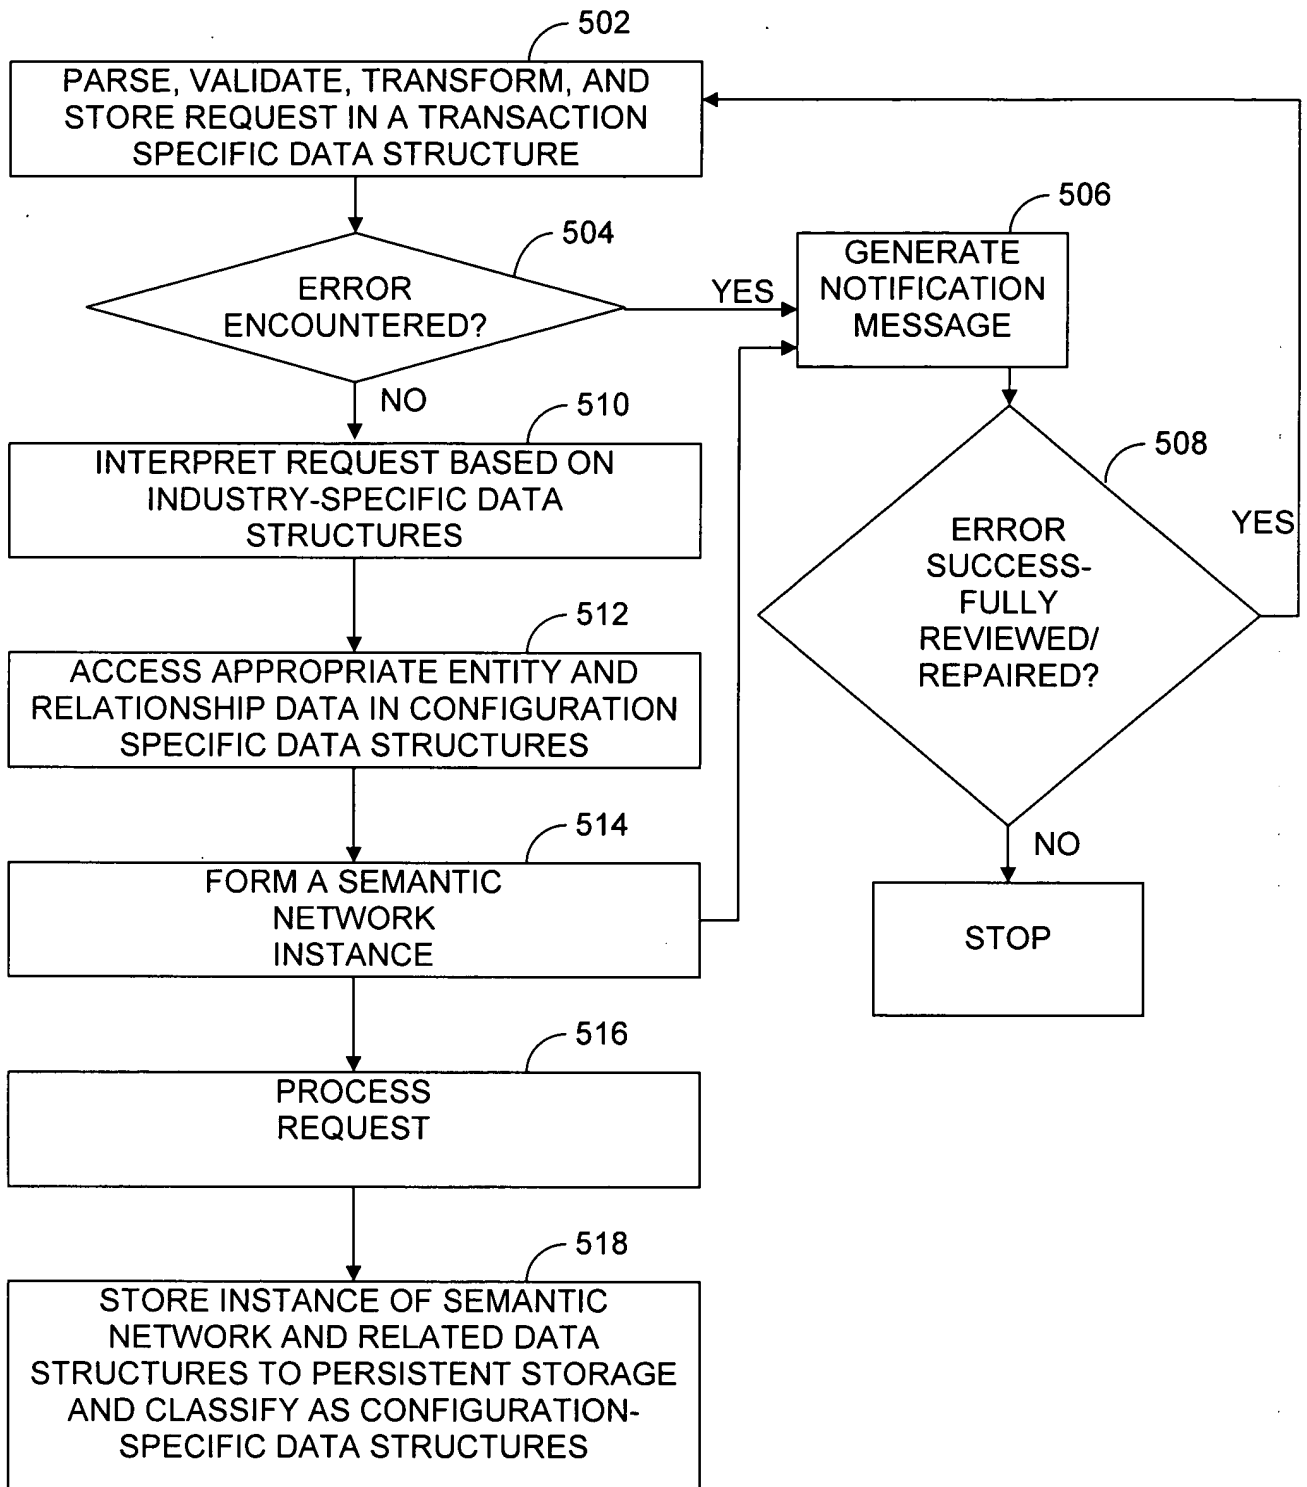 502
PARSE, VALIDATE, TRANSFORM, AND
STORE REQUEST IN A TRANSACTION
SPECIFIC DATA STRUCTURE
504
ERROR
ENCOUNTERED?
YES
NO
506
GENERATE
NOTIFICATION
MESSAGE
508
ERROR
SUCCESS-
FULLY
REVIEWED/
REPAIRED?
YES
NO
STOP
510
INTERPRET REQUEST BASED ON
INDUSTRY-SPECIFIC DATA
STRUCTURES
512
ACCESS APPROPRIATE ENTITY AND
RELATIONSHIP DATA IN CONFIGURATION
SPECIFIC DATA STRUCTURES
514
FORM A SEMANTIC
NETWORK
INSTANCE
516
PROCESS
REQUEST
518
STORE INSTANCE OF SEMANTIC
NETWORK AND RELATED DATA
STRUCTURES TO PERSISTENT STORAGE
AND CLASSIFY AS CONFIGURATION-
SPECIFIC DATA STRUCTURES